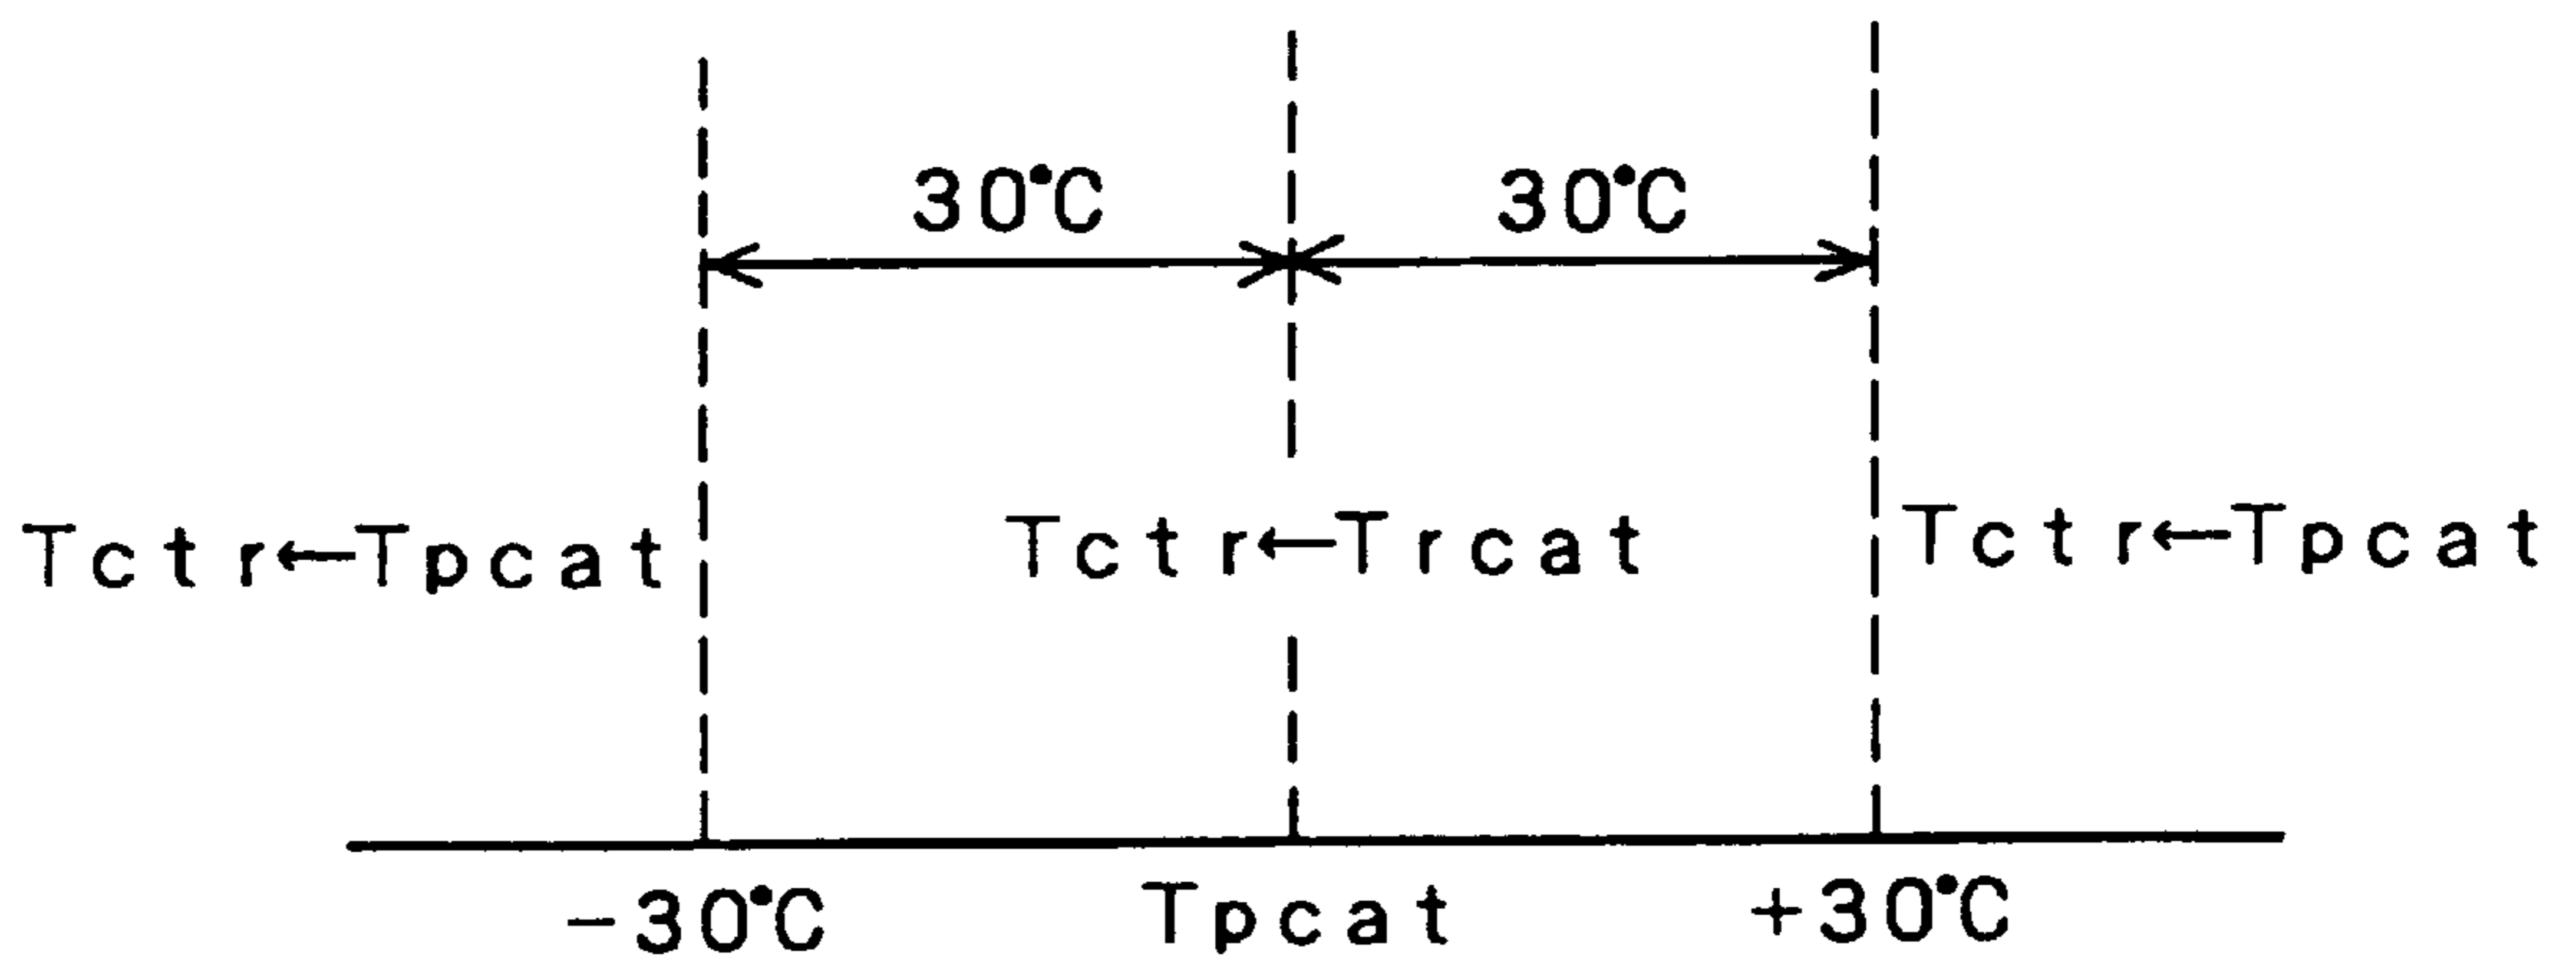 30°C 30°C
Tctr←Tpcat Tctr←Trcat Tctr←Tpcat
-30°C Tpcat +30°C